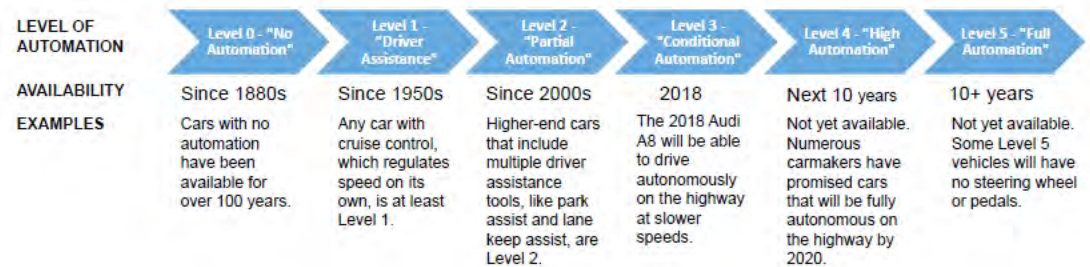 LEVEL OF
AUTOMATION
Level 0 - "No
Automation"
Level 1 -
"Driver
Assistance"
Level 2 -
"Partial
Automation"
Level 3 -
"Conditional
Automation"
Level 4 - "High
Automation"
Level 5 - "Full
Automation"
AVAILABILITY
Since 1880s
Since 1950s
Since 2000s
2018
Next 10 years
10+ years
EXAMPLES
Cars with no
automation
have been
available for
over 100 years.
Any car with
cruise control,
which regulates
speed on its
own, is at least
Level 1.
Higher-end cars
that include
multiple driver
assistance
tools, like park
assist and lane
keep assist, are
Level 2.
The 2018 Audi
A8 will be able
to drive
autonomously
on the highway
at slower
speeds.
Not yet available.
Numerous
carmakers have
promised cars
that will be fully
autonomous on
the highway by
2020.
Not yet available.
Some Level 5
vehicles will have
no steering wheel
or pedals.